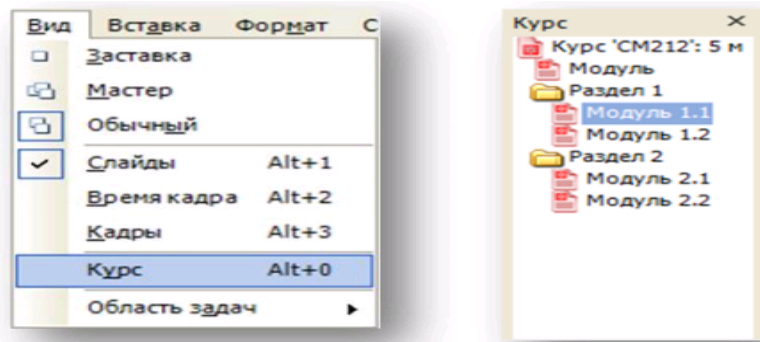 Вид Вставка Формат С
Заставка
Мастер
Обычный
Слайды Alt+1
Время кадра Alt+2
Кадры Alt+3
Курс Alt+0
Область задач
Курс ×
Курс 'СМ212': 5 м
Модуль
Раздел 1
Модуль 1.1
Модуль 1.2
Раздел 2
Модуль 2.1
Модуль 2.2